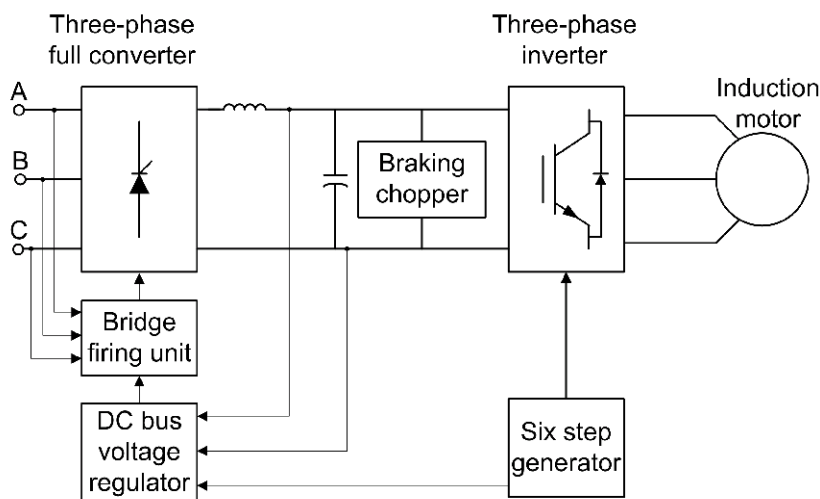 Three-phase
full converter
Three-phase
inverter
A
B
C
Induction
motor
Braking
chopper
Bridge
firing unit
DC bus
voltage
regulator
Six step
generator